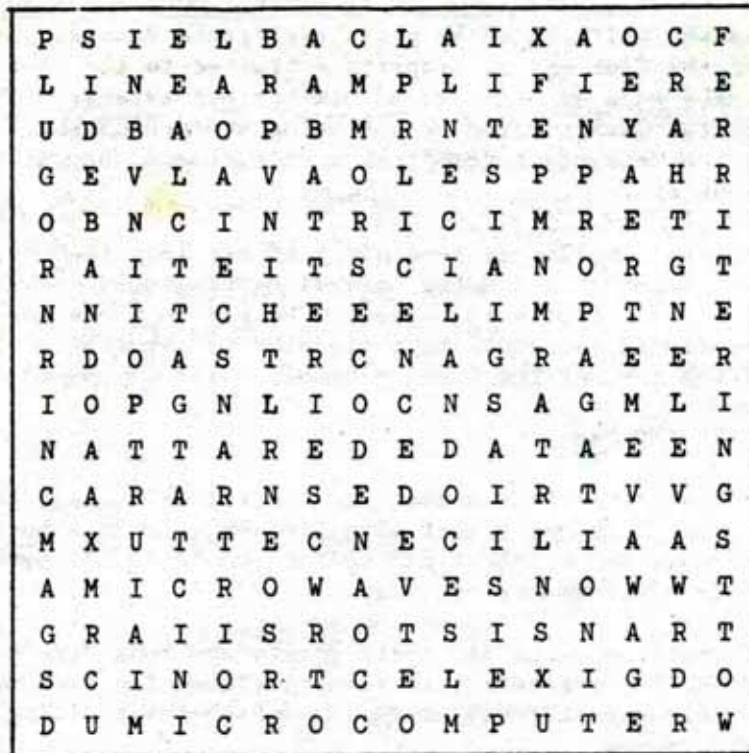 P S I E L B A C L A I X A O C F
L I N E A R A M P L I F I E R E
U D B A O P B M R N T E N Y A R
G E V L A V A O L E S P P A H R
O B N C I N T R I C I M R E T I
R A I T E I T S C I A N O R G T
N N I T C H E E E L I M P T N E
R D O A S T R C N A G R A E E R
I O P G N L I O C N S A G M L I
N A T T A R E D E D A T A E E N
C A R A R N S E D O I R T V V G
M X U T T E C N E C I L I A A S
A M I C R O W A V E S N O W W T
G R A I I S R O T S I S N A R T
S C I N O R T C E L E X I G D O
D U M I C R O C O M P U T E R W